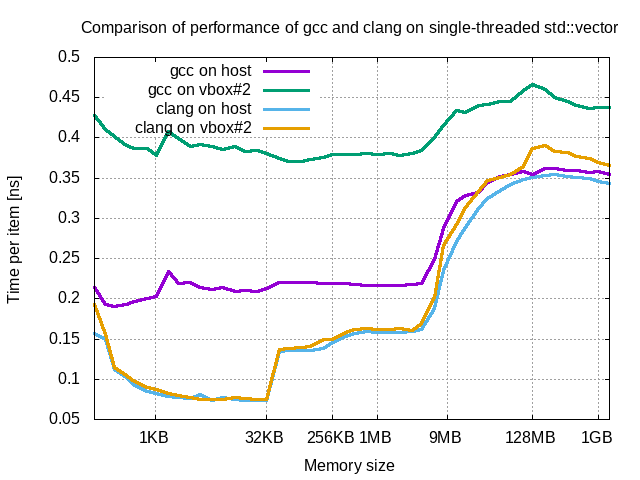 Comparison of performance of gcc and clang on single-threaded std::vector
0.5
0.45
0.4
0.35
0.3
0.25
0.2
0.15
0.1
0.05
gcc on host
gcc on vbox#2
clang on host
clang on vbox#2
Time per item [ns]
1KB 32KB 256KB 1MB 9MB 128MB 1GB
Memory size